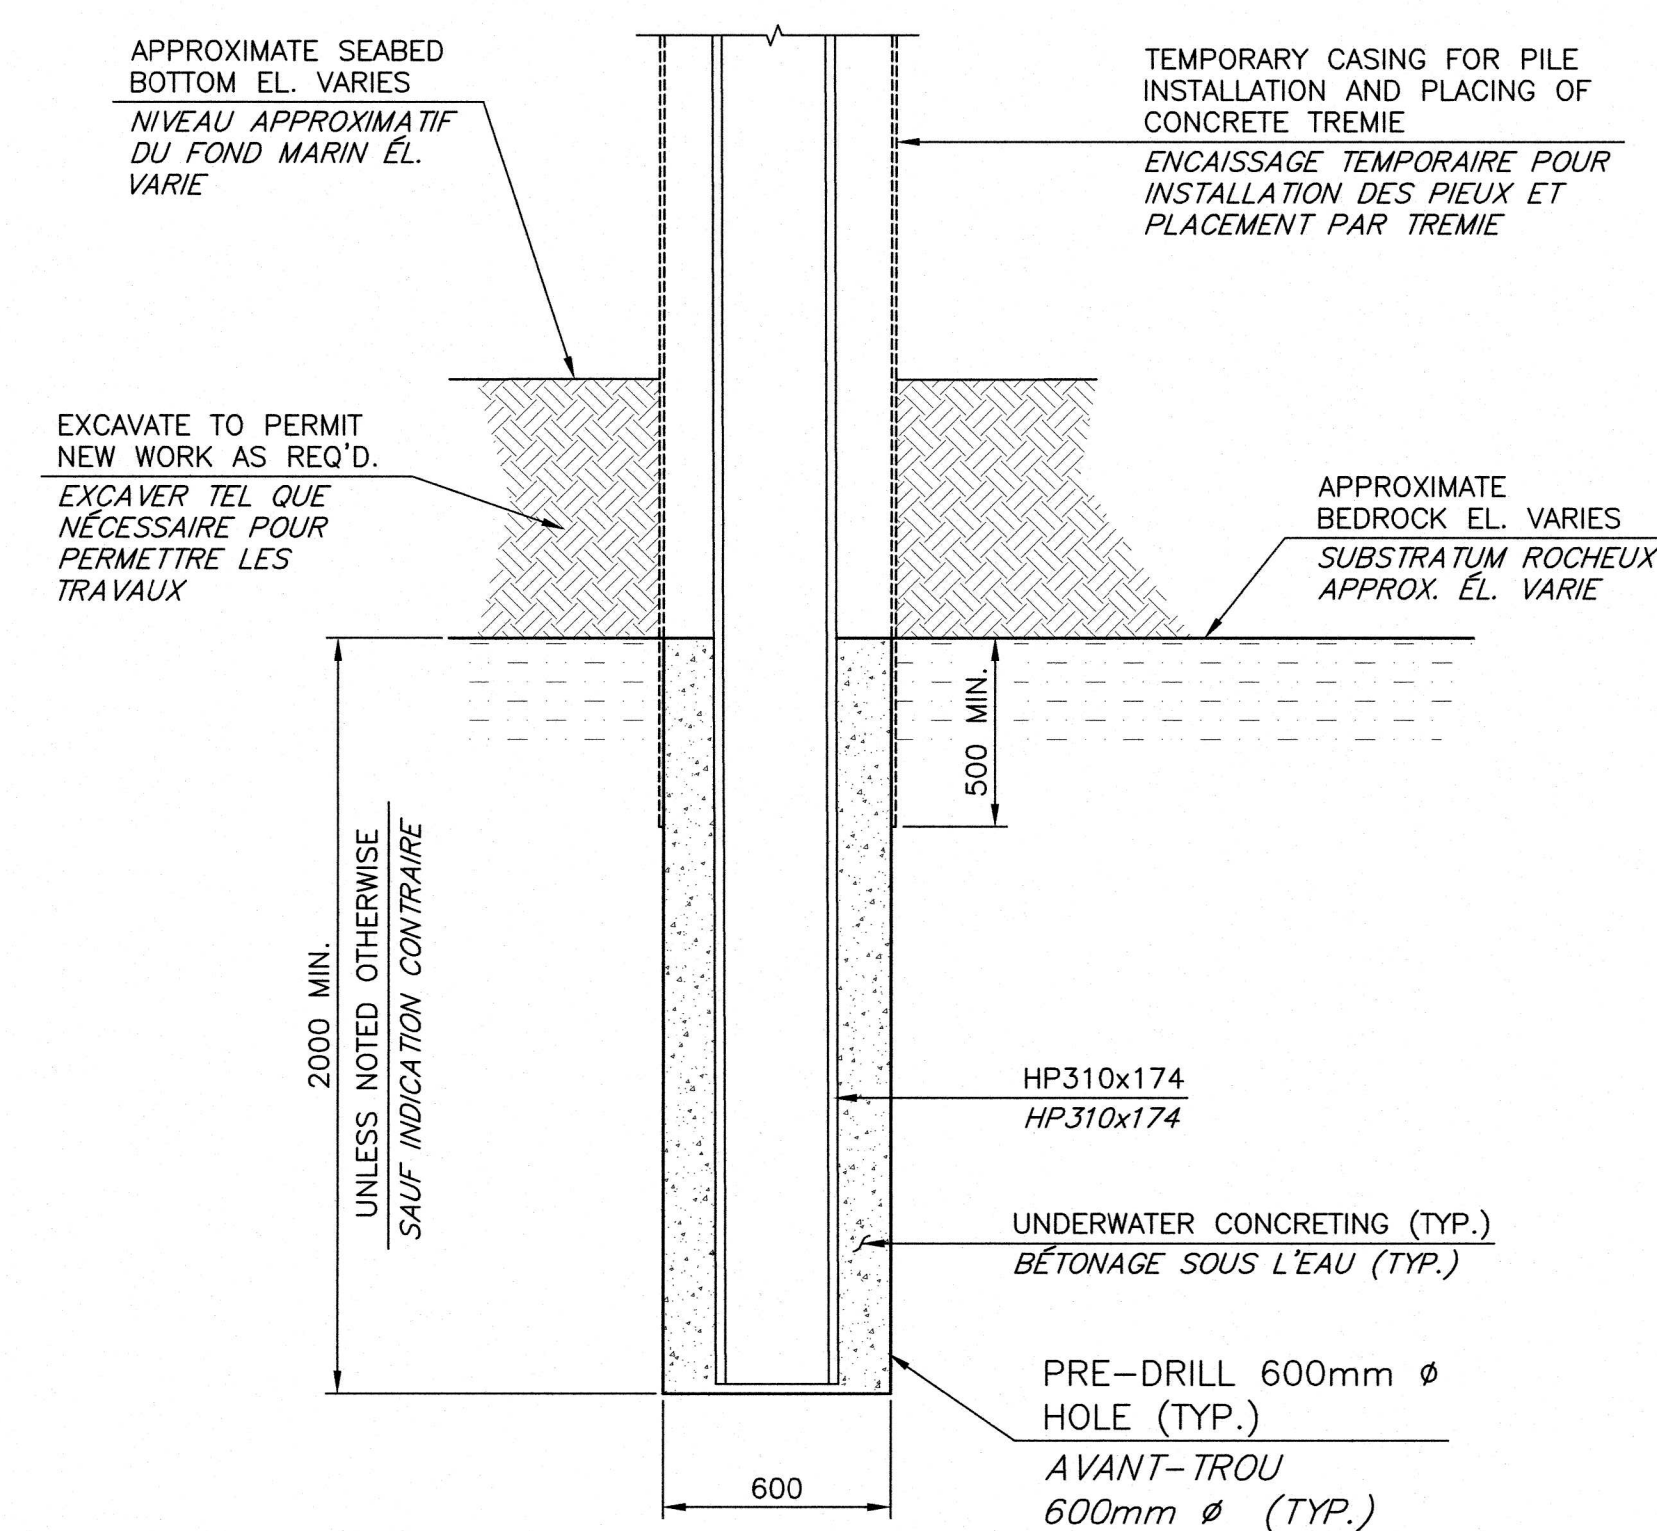 APPROXIMATE SEABED
BOTTOM EL. VARIES
NIVEAU APPROXIMATIF
DU FOND MARIN ÉL.
VARIE
TEMPORARY CASING FOR PILE
INSTALLATION AND PLACING OF
CONCRETE TREMIE
ENCAISSAGE TEMPORAIRE POUR
INSTALLATION DES PIEUX ET
PLACEMENT PAR TREMIE
EXCAVATE TO PERMIT
NEW WORK AS REQ'D.
EXCAVER TEL QUE
NÉCESSAIRE POUR
PERMETTRE LES
TRAVAUX
APPROXIMATE
BEDROCK EL. VARIES
SUBSTRATUM ROCHEUX
APPROX. ÉL. VARIE
500 MIN.
2000 MIN.
UNLESS NOTED OTHERWISE
SAUF INDICATION CONTRAIRE
HP310x174
HP310x174
UNDERWATER CONCRETING (TYP.)
BÉTONAGE SOUS L'EAU (TYP.)
PRE-DRILL 600mm ø
HOLE (TYP.)
AVANT-TROU
600mm ø (TYP.)
600